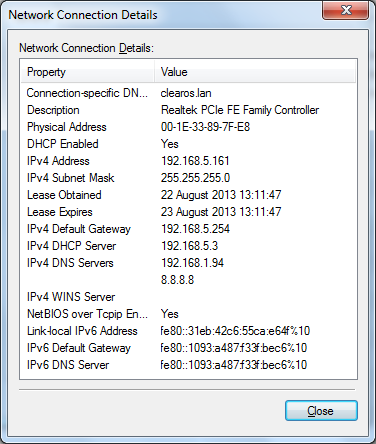 Network Connection Details
Network Connection Details:
Property Value
Connection-specific DN... clearos.lan
Description Realtek PCIe FE Family Controller
Physical Address 00-1E-33-89-7F-E8
DHCP Enabled Yes
IPv4 Address 192.168.5.161
IPv4 Subnet Mask 255.255.255.0
Lease Obtained 22 August 2013 13:11:47
Lease Expires 23 August 2013 13:11:47
IPv4 Default Gateway 192.168.5.254
IPv4 DHCP Server 192.168.5.3
IPv4 DNS Servers 192.168.1.94
8.8.8.8
IPv4 WINS Server
NetBIOS over Tcpip En... Yes
Link-local IPv6 Address fe80::31eb:42c6:55ca:e64f%10
IPv6 Default Gateway fe80::1093:a487:f33f:bec6%10
IPv6 DNS Server fe80::1093:a487:f33f:bec6%10
Close